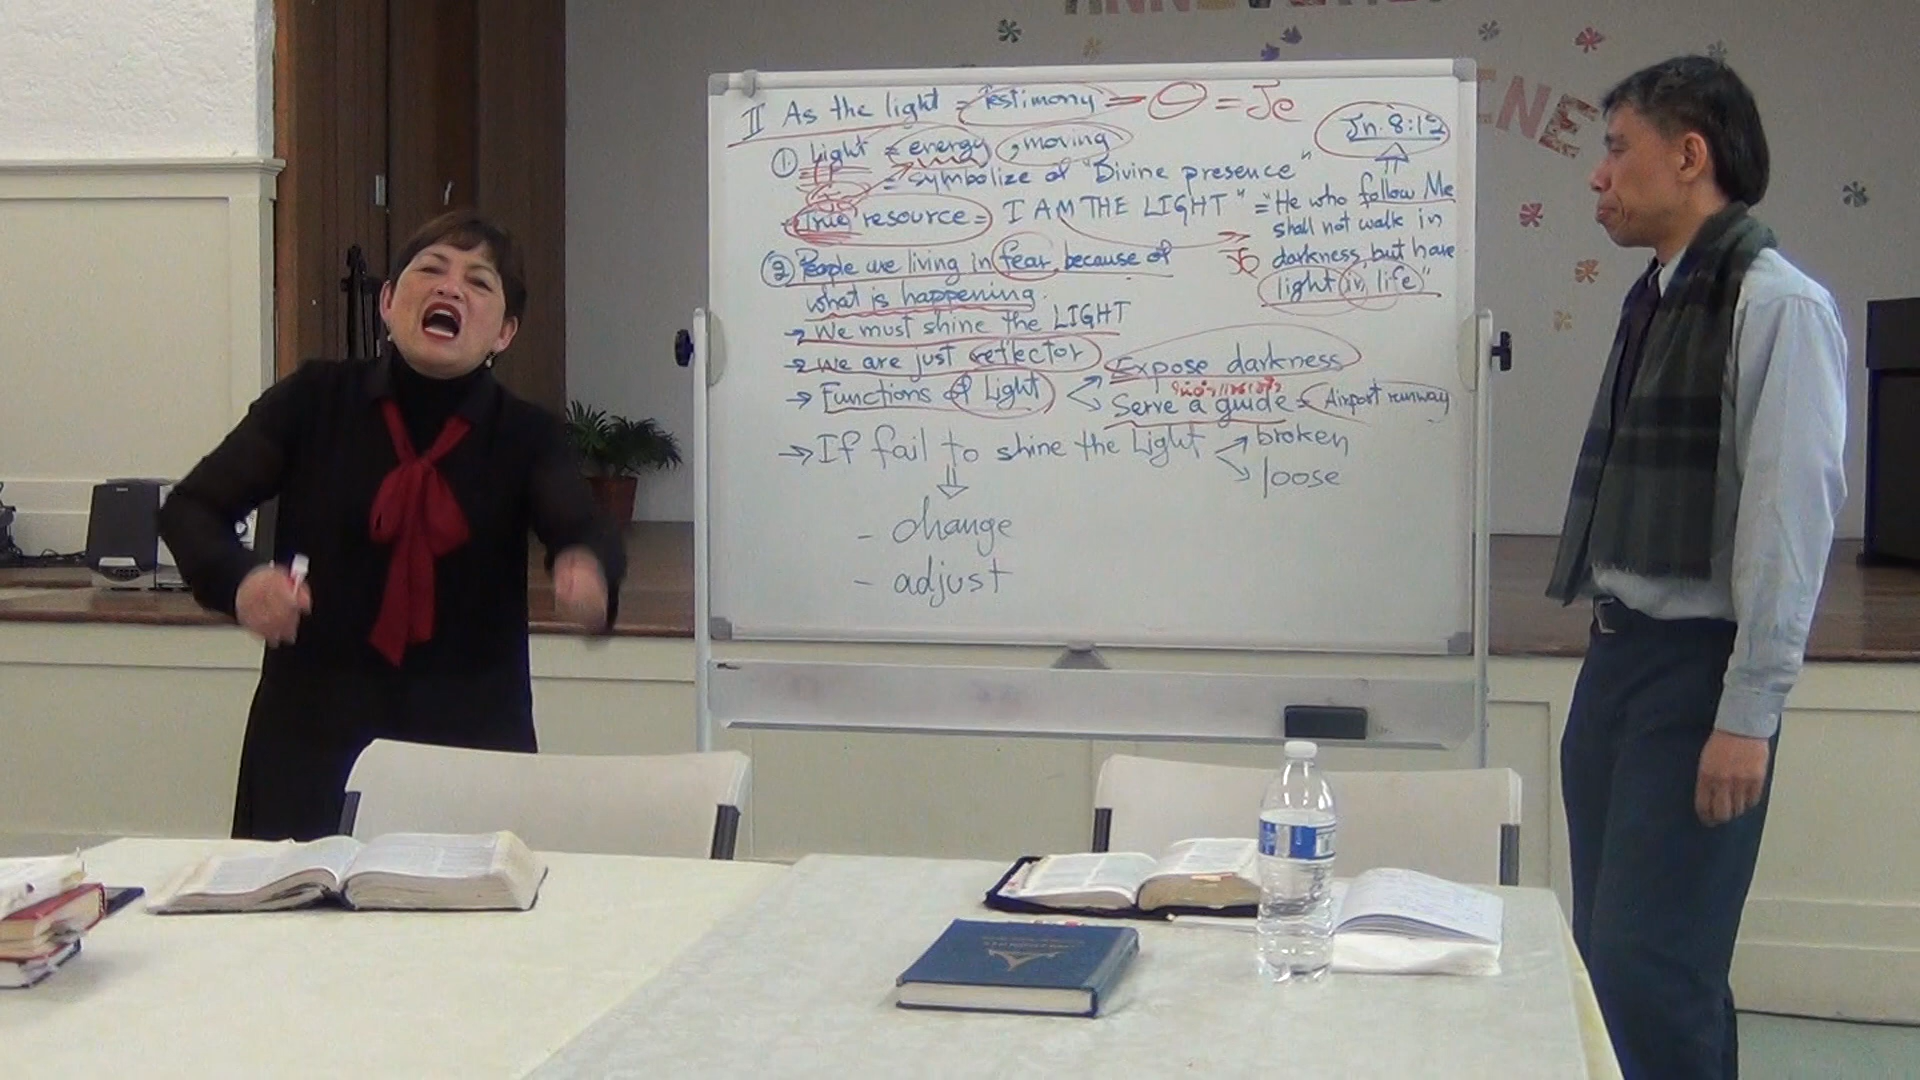 II As the light = Testimony = = Je
Jn. 8:12
① Light = energy, moving
= symbolize of "Divine presence"
True resource = I AM THE LIGHT" = "He who follow Me
shall not walk in
darkness, but have
light in life"
② People are living in fear, because of
what is happening.
→ We must shine the LIGHT
→ we are just reflector
→ Functions of Light
Expose darkness
Serve a guide = Airport runway
→ If fail to shine the Light
broken
loose
- change
- adjust